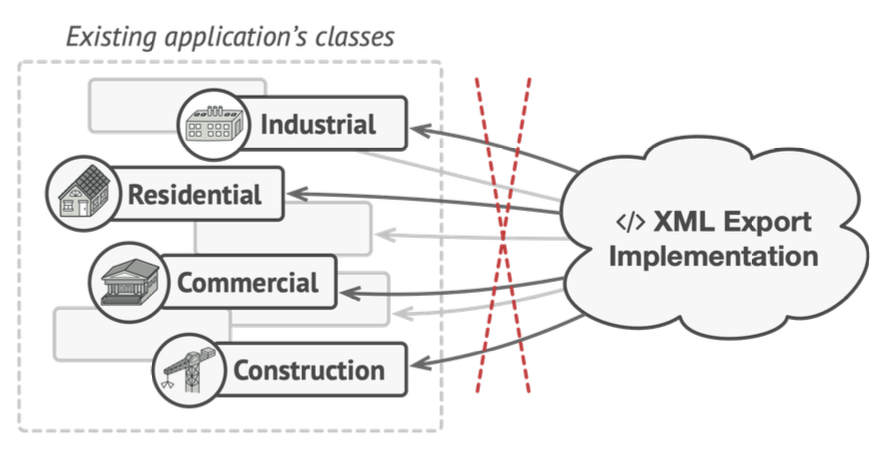 Existing application's classes
Industrial
Residential
Commercial
Construction
</> XML Export
Implementation